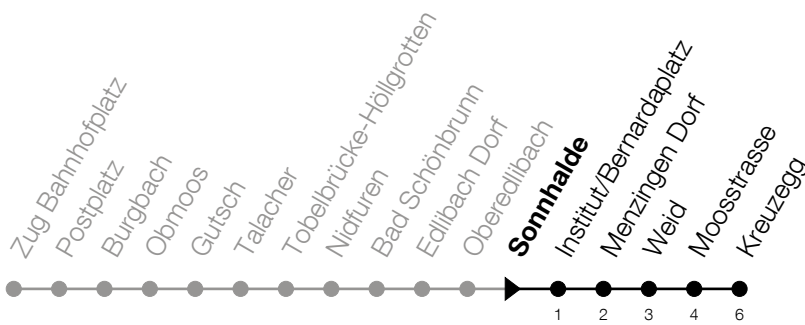 Zug Bahnhofplatz
Postplatz
Burgbach
Obmoos
Gutsch
Talacher
Tobelbrücke-Höllgrotten
Nidfuren
Bad Schönbrunn
Edlibach Dorf
Oberedlibach
Sonnhalde
Institut/Bernardaplatz
Menzingen Dorf
Weid
Moosstrasse
Kreuzegg
1 2 3 4 6